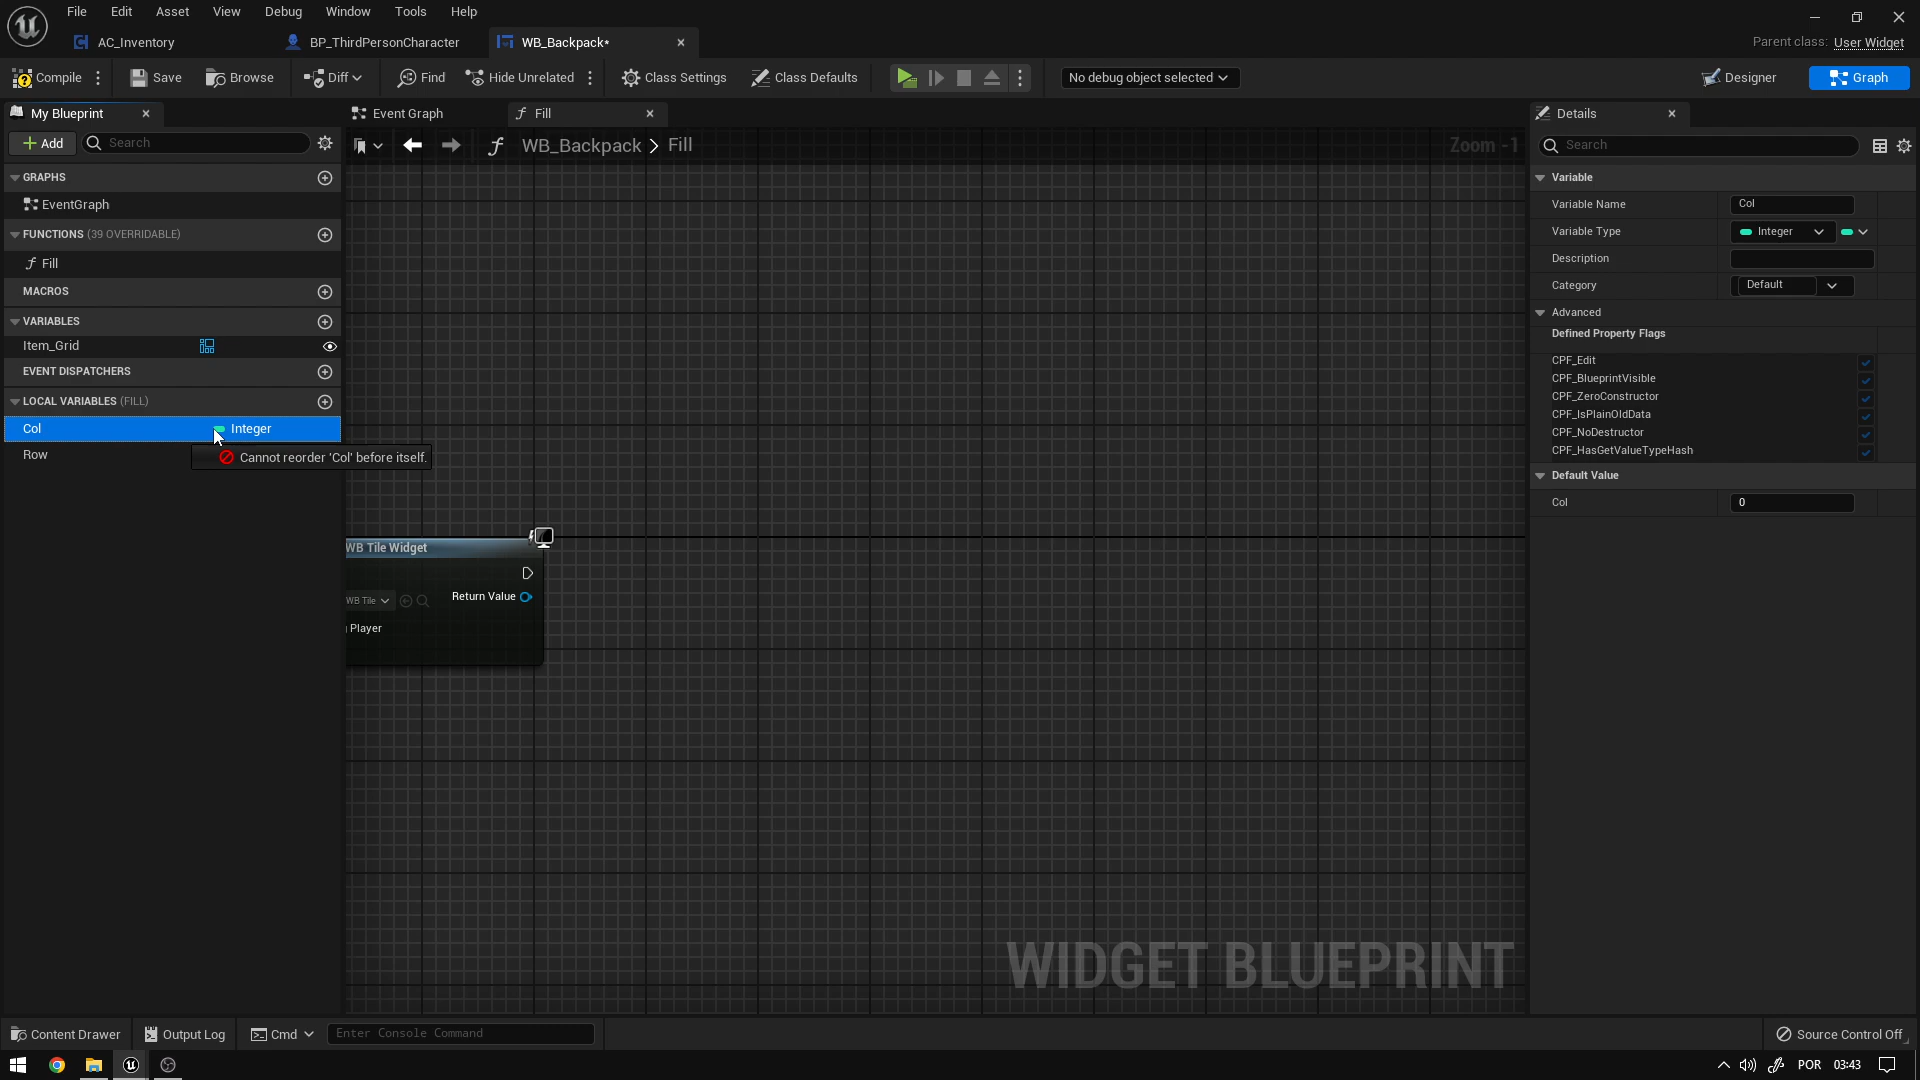 File Edit Asset View Debug Window Tools Help
AC_Inventory BP_ThirdPersonCharacter WB_Backpack*
Parent class: User Widget
Compile Save Browse Diff Find Hide Unrelated Class Settings Class Defaults No debug object selected Designer Graph
My Blueprint
Event Graph
Fill
Details
Add
Search
WB_Backpack > Fill
Zoom -1
Search
GRAPHS
EventGraph
FUNCTIONS (39 OVERRIDABLE)
Fill
MACROS
VARIABLES
Item_Grid
EVENT DISPATCHERS
LOCAL VARIABLES (FILL)
Col Integer
Row
Cannot reorder 'Col' before itself.
WB Tile Widget
WB Tile
Return Value
Player
WIDGET BLUEPRINT
Variable
Variable Name Col
Variable Type Integer
Description
Category Default
Advanced
Defined Property Flags
CPF_Edit
CPF_BlueprintVisible
CPF_ZeroConstructor
CPF_IsPlainOldData
CPF_NoDestructor
CPF_HasGetValueTypeHash
Default Value
Col 0
Content Drawer Output Log Cmd Enter Console Command Source Control Off
POR 03:43